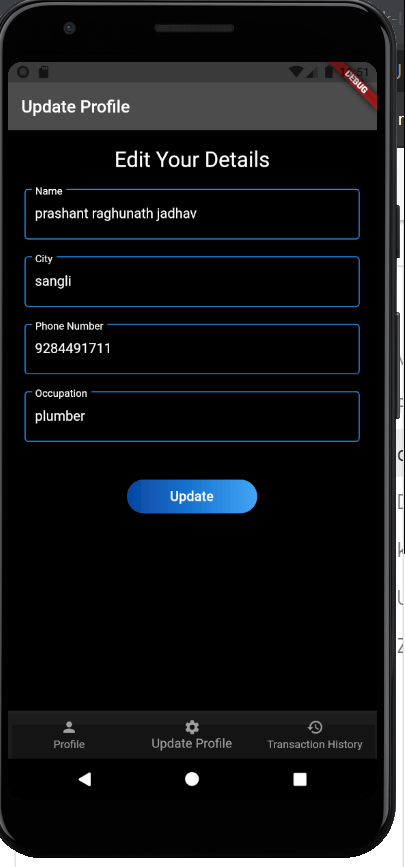 51
DEBUG
Update Profile
Edit Your Details
Name
prashant raghunath jadhav
City
sangli
Phone Number
9284491711
Occupation
plumber
Update
Profile
Update Profile
Transaction History